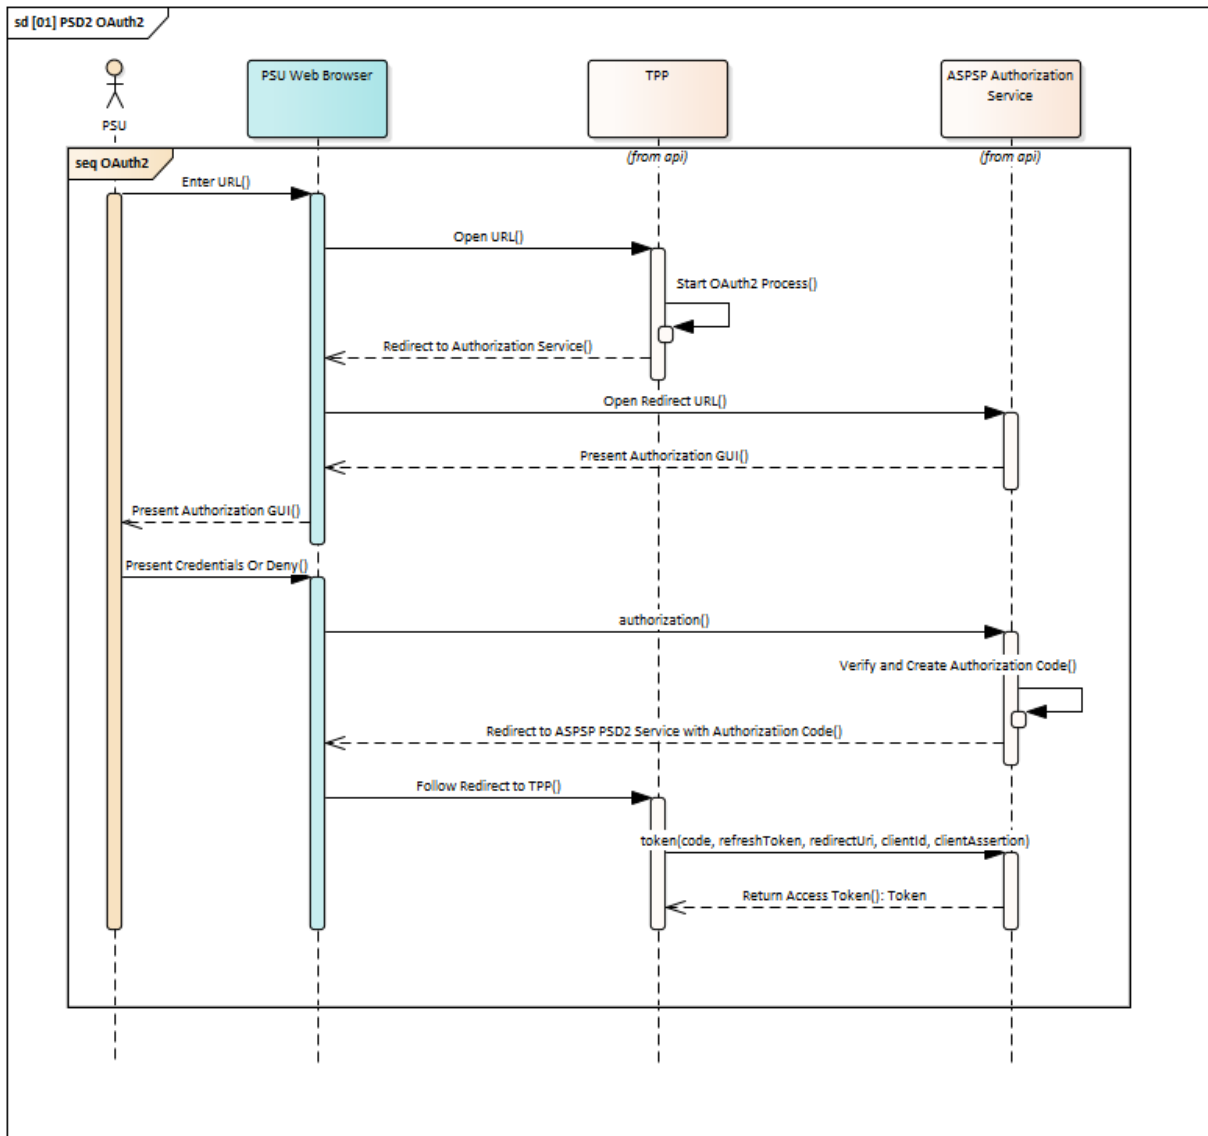 sd [01] PSD2 OAuth2
PSU
PSU Web Browser
TPP
ASPSP Authorization
Service
seq OAuth2
(from api)
(from api)
Enter URL()
Open URL()
Start OAuth2 Process()
Redirect to Authorization Service()
Open Redirect URL()
Present Authorization GUI()
Present Authorization GUI()
Present Credentials Or Deny()
authorization()
Verify and Create Authorization Code()
Redirect to ASPSP PSD2 Service with Authorizatiion Code()
Follow Redirect to TPP()
token(code, refreshToken, redirectUri, clientId, clientAssertion)
Return Access Token(): Token